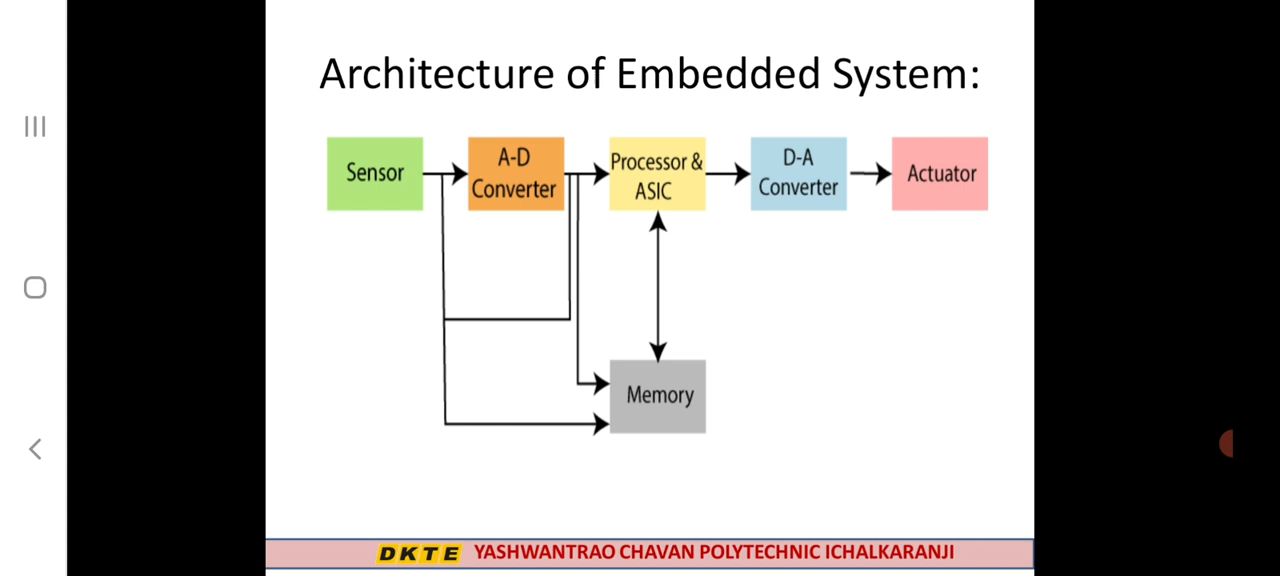 Architecture of Embedded System:
Sensor
A-D
Converter
Processor &
ASIC
D-A
Converter
Actuator
Memory
DKTE YASHWANTRAO CHAVAN POLYTECHNIC ICHALKARANJI